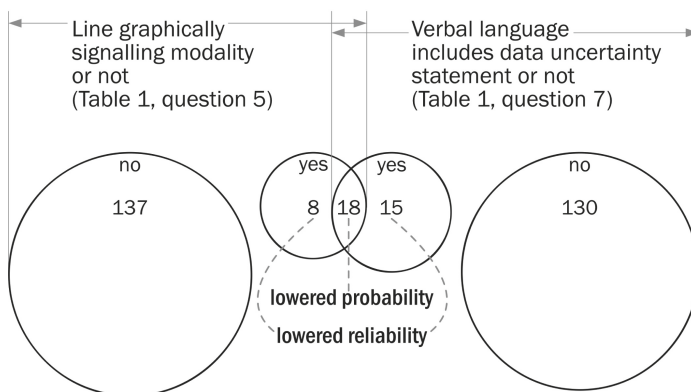 Line graphically
signalling modality
or not
(Table 1, question 5)
Verbal language
includes data uncertainty
statement or not
(Table 1, question 7)
no
yes
yes
no
137
8
18
15
130
lowered probability
lowered reliability